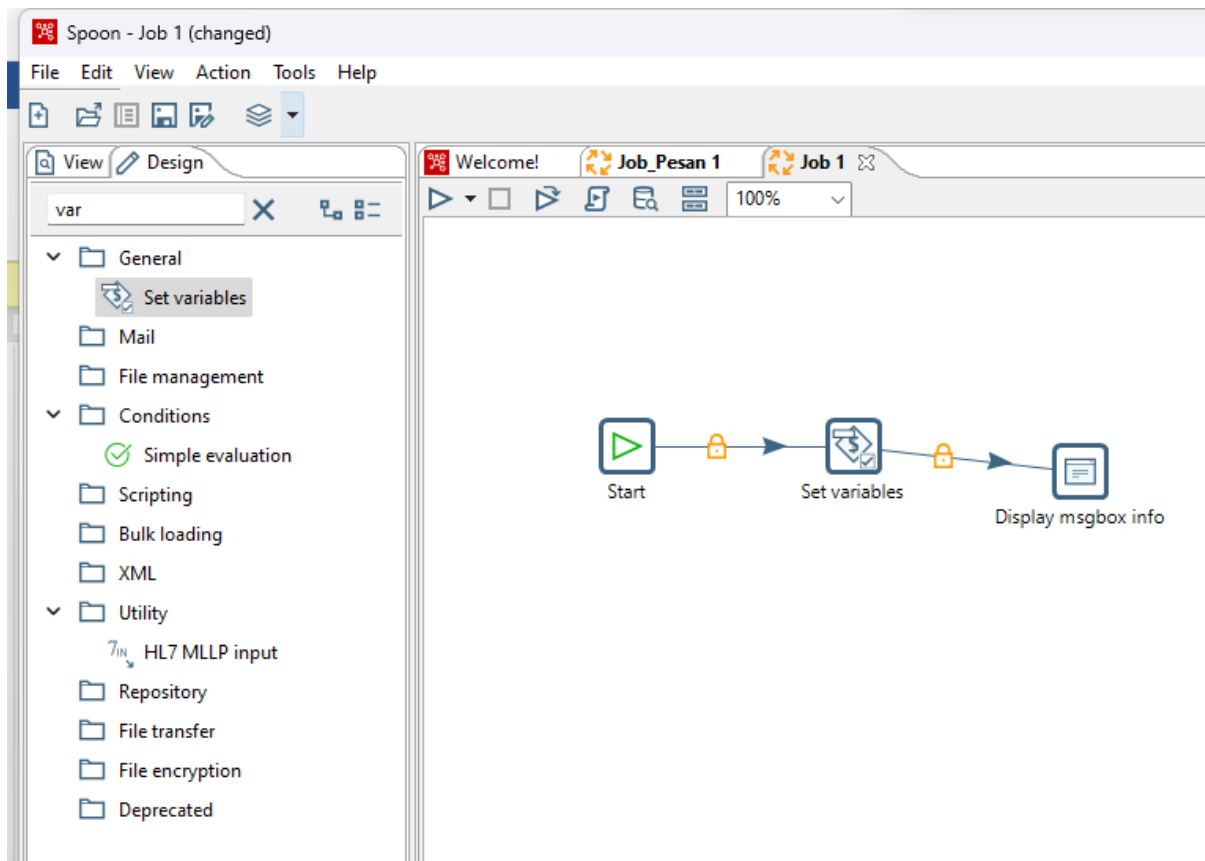 Spoon - Job 1 (changed)
File Edit View Action Tools Help
View Design
Welcome! Job_Pesan 1 Job 1
var
100%
General
Set variables
Mail
File management
Conditions
Simple evaluation
Scripting
Bulk loading
XML
Utility
7IN HL7 MLLP input
Repository
File transfer
File encryption
Deprecated
Start
Set variables
Display msgbox info